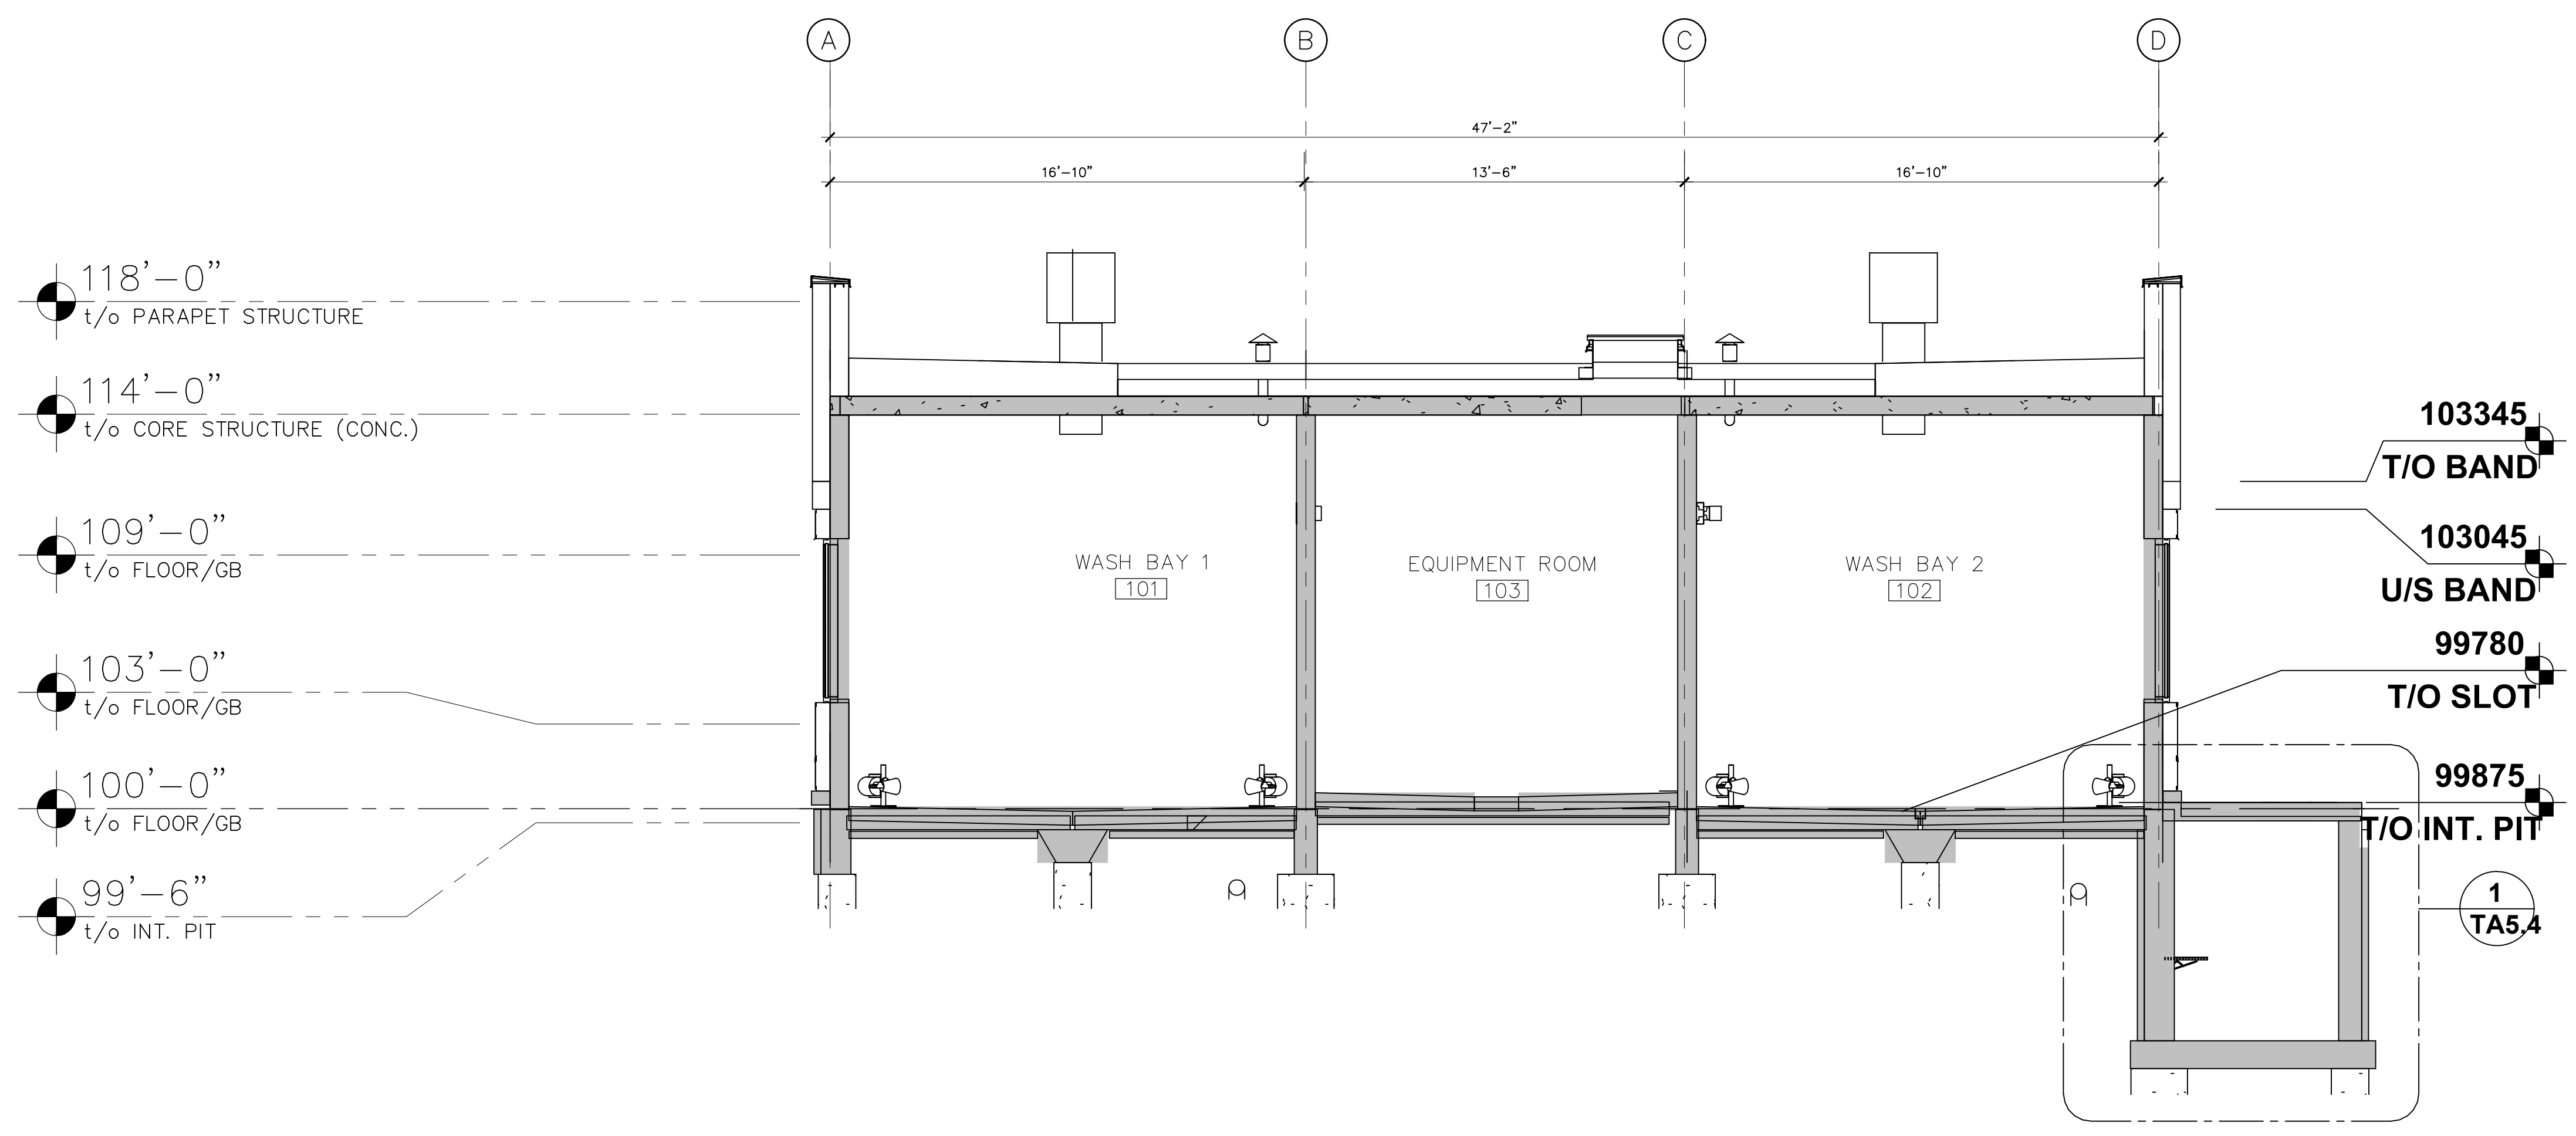 A B C D
47'-2"
16'-10" 13'-6" 16'-10"
118'-0"
t/o PARAPET STRUCTURE
114'-0"
t/o CORE STRUCTURE (CONC.)
109'-0"
t/o FLOOR/GB
103'-0"
t/o FLOOR/GB
100'-0"
t/o FLOOR/GB
99'-6"
t/o INT. PIT
WASH BAY 1
101
EQUIPMENT ROOM
103
WASH BAY 2
102
103345
T/O BAND
103045
U/S BAND
99780
T/O SLOT
99875
T/O INT. PIT
1
TA5.4